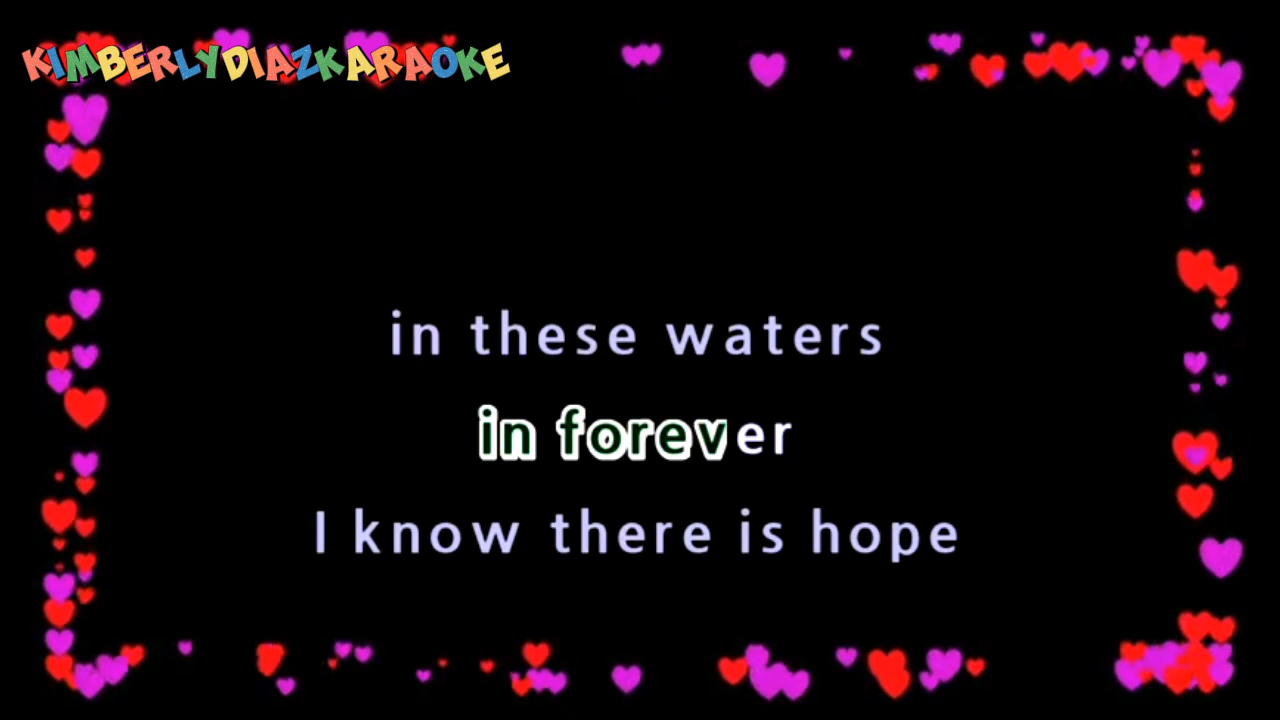 KIMBERLYDIAZKARAOKE
in these waters
in forever
I know there is hope